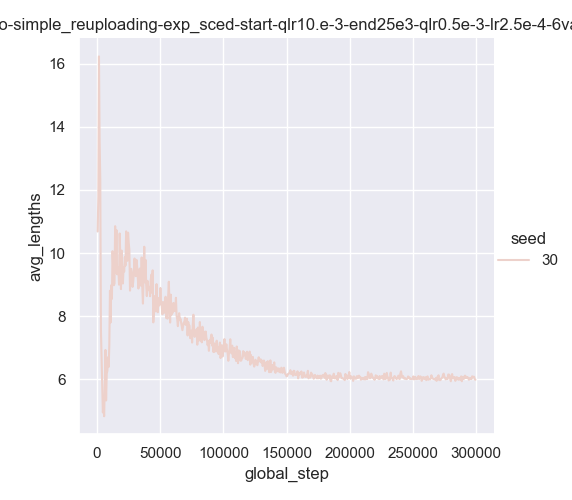 o-simple_reuploading-exp_sced-start-qlr10.e-3-end25e3-qlr0.5e-3-lr2.5e-4-6va
16
14
12
10
8
6
avg_lengths
0 50000 100000 150000 200000 250000 300000
global_step
seed
30